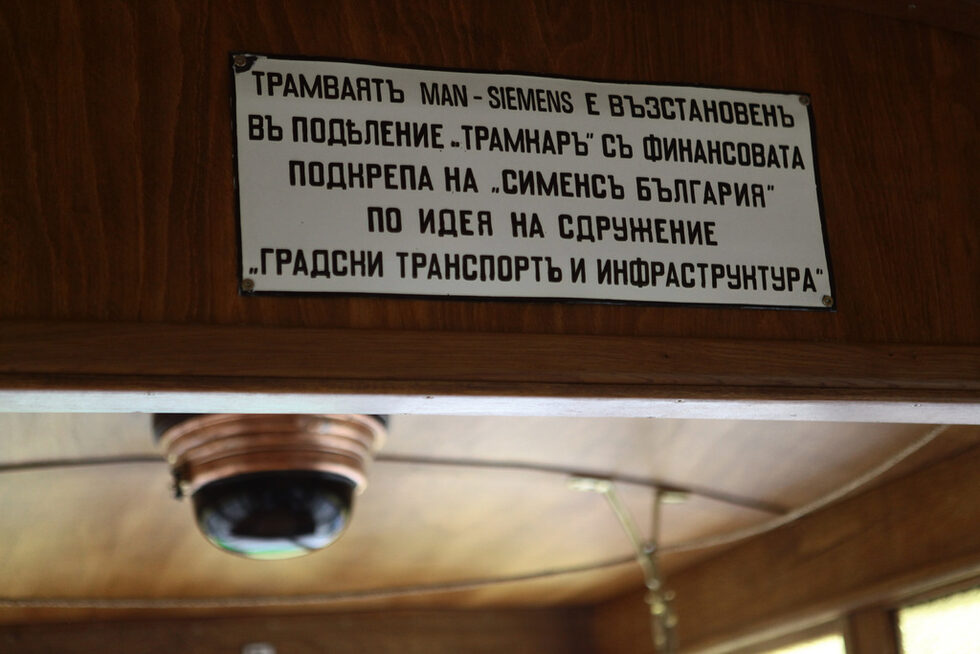 ТРАМВАЯТЪ MAN - SIEMENS Е ВЪЗСТАНОВЕНЪ
ВЪ ПОДѢЛЕНИЕ „ТРАМКАРЪ" СЪ ФИНАНСОВАТА
ПОДКРЕПА НА „СИМЕНСЪ БЪЛГАРИЯ"
ПО ИДЕЯ НА СДРУЖЕНИЕ
„ГРАДСКИ ТРАНСПОРТЪ И ИНФРАСТРУКТУРА"